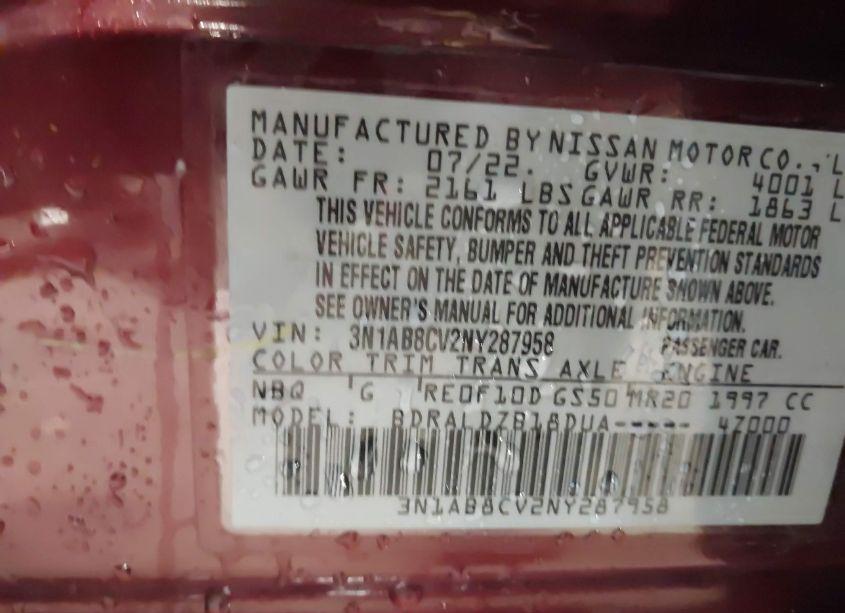 MANUFACTURED BY NISSAN MOTOR CO., L
DATE: 07/22. GVWR: 4001 L
GAWR FR: 2161 LBS GAWR RR: 1863 L
THIS VEHICLE CONFORMS TO ALL APPLICABLE FEDERAL MOTOR
VEHICLE SAFETY, BUMPER AND THEFT PREVENTION STANDARDS
IN EFFECT ON THE DATE OF MANUFACTURE SHOWN ABOVE.
SEE OWNER'S MANUAL FOR ADDITIONAL INFORMATION.
VIN: 3N1AB8CV2NY287958 PASSENGER CAR.
COLOR TRIM TRANS AXLE ENGINE
NBQ G RE0F10D GS50 MR20 1997 CC
MODEL: BDRALDZB18DUA----- 47000
3N1AB8CV2NY287958